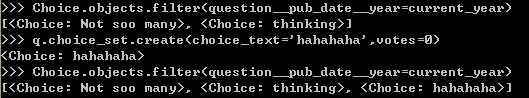 >>> Choice.objects.filter(question__pub_date__year=current_year)
[<Choice: Not soo many>, <Choice: thinking>]
>>> q.choice_set.create(choice_text='hahahaha',votes=0)
<Choice: hahahaha>
>>> Choice.objects.filter(question__pub_date__year=current_year)
[<Choice: Not soo many>, <Choice: thinking>, <Choice: hahahaha>]